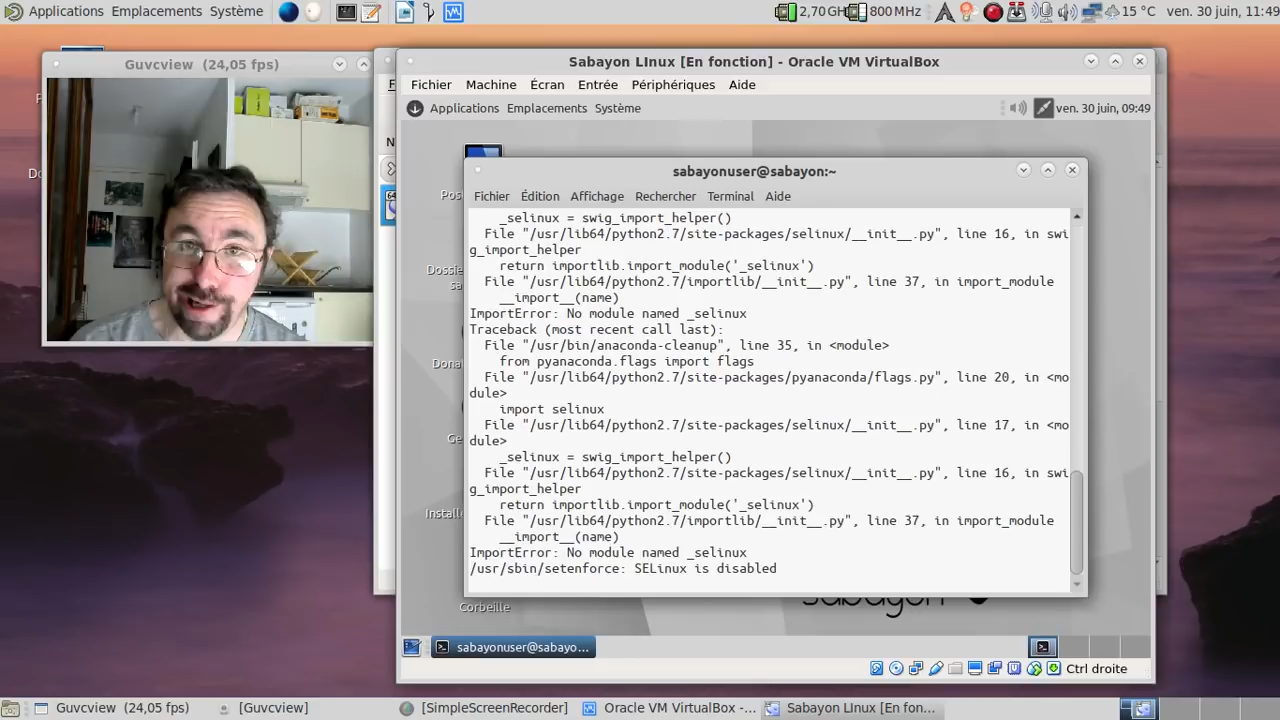 Applications Emplacements Système
2,70 GH
800 MHz
15 °C ven. 30 juin, 11:49
Guvcview (24,05 fps)
Sabayon LInux [En fonction] - Oracle VM VirtualBox
Fichier Machine Écran Entrée Périphériques Aide
Applications Emplacements Système
ven. 30 juin, 09:49
sabayonuser@sabayon:~
Fichier Édition Affichage Rechercher Terminal Aide
_selinux = swig_import_helper()
File "/usr/lib64/python2.7/site-packages/selinux/__init__.py", line 16, in swi
g_import_helper
return importlib.import_module('_selinux')
File "/usr/lib64/python2.7/importlib/__init__.py", line 37, in import_module
__import__(name)
ImportError: No module named _selinux
Traceback (most recent call last):
File "/usr/bin/anaconda-cleanup", line 35, in <module>
from pyanaconda.flags import flags
File "/usr/lib64/python2.7/site-packages/pyanaconda/flags.py", line 20, in <mo
dule>
import selinux
File "/usr/lib64/python2.7/site-packages/selinux/__init__.py", line 17, in <mo
dule>
_selinux = swig_import_helper()
File "/usr/lib64/python2.7/site-packages/selinux/__init__.py", line 16, in swi
g_import_helper
return importlib.import_module('_selinux')
File "/usr/lib64/python2.7/importlib/__init__.py", line 37, in import_module
__import__(name)
ImportError: No module named _selinux
/usr/sbin/setenforce: SELinux is disabled
Pos
Dossie
sa
Dona
Ge
Installe
Corbeille
sabayon
sabayonuser@sabayo...
Ctrl droite
Guvcview (24,05 fps)
[Guvcview]
[SimpleScreenRecorder]
Oracle VM VirtualBox -...
Sabayon LInux [En fon...